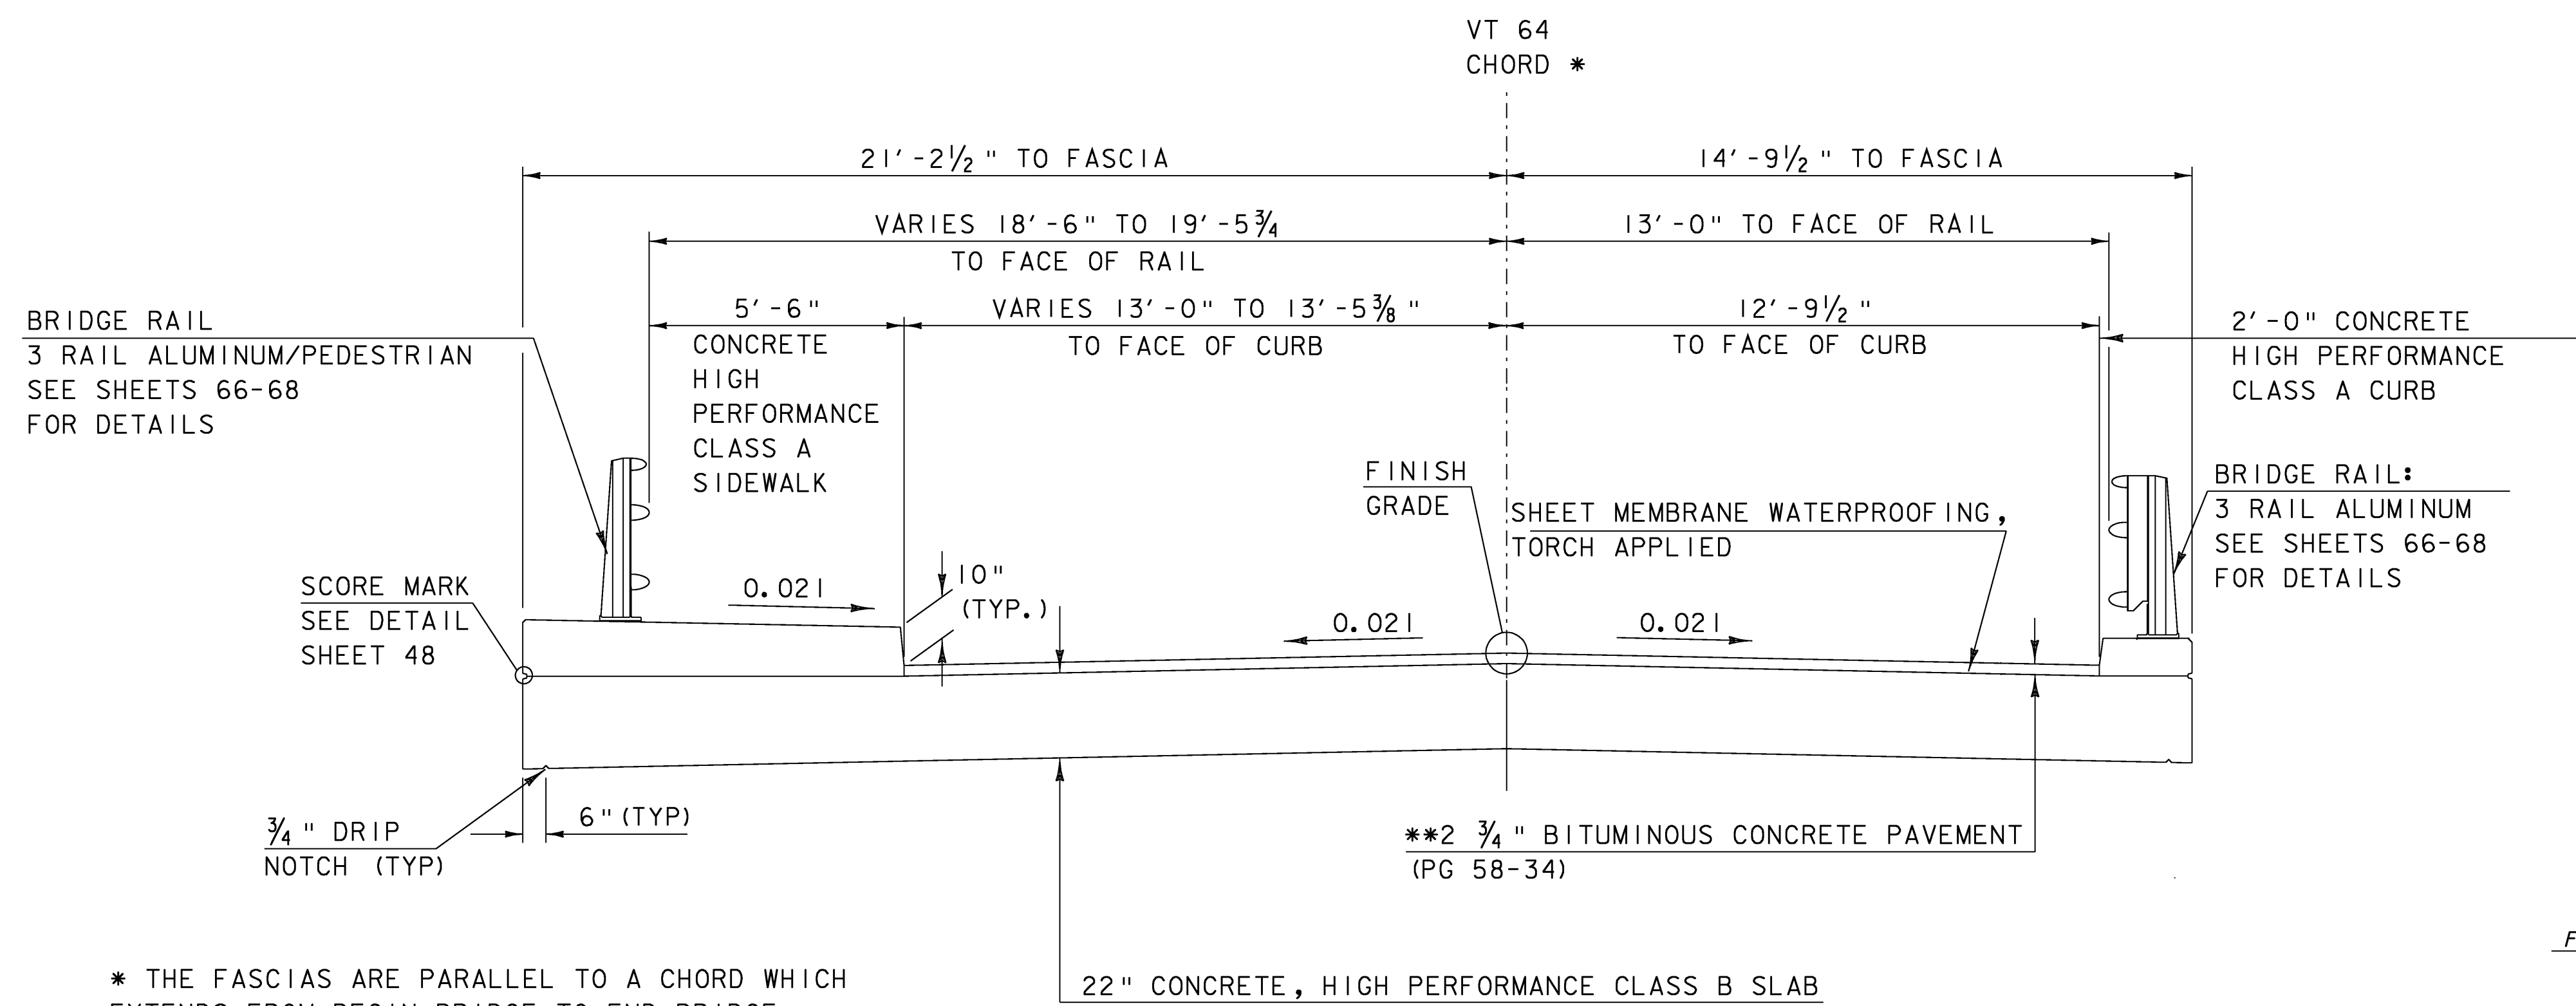 VT 64
CHORD *
21'-2½" TO FASCIA
14'-9½" TO FASCIA
VARIES 18'-6" TO 19'-5¾
TO FACE OF RAIL
13'-0" TO FACE OF RAIL
5'-6"
CONCRETE
HIGH
PERFORMANCE
CLASS A
SIDEWALK
VARIES 13'-0" TO 13'-5⅜"
TO FACE OF CURB
12'-9½"
TO FACE OF CURB
2'-0" CONCRETE
HIGH PERFORMANCE
CLASS A CURB
BRIDGE RAIL
3 RAIL ALUMINUM/PEDESTRIAN
SEE SHEETS 66-68
FOR DETAILS
FINISH
GRADE
SHEET MEMBRANE WATERPROOFING,
TORCH APPLIED
BRIDGE RAIL:
3 RAIL ALUMINUM
SEE SHEETS 66-68
FOR DETAILS
SCORE MARK
SEE DETAIL
SHEET 48
0.021
10"
(TYP.)
0.021
0.021
6"(TYP)
¾" DRIP
NOTCH (TYP)
**2 ¾" BITUMINOUS CONCRETE PAVEMENT
(PG 58-34)
22" CONCRETE, HIGH PERFORMANCE CLASS B SLAB
* THE FASCIAS ARE PARALLEL TO A CHORD WHICH
EXTENDS FROM BEGIN BRIDGE TO END BRIDGE